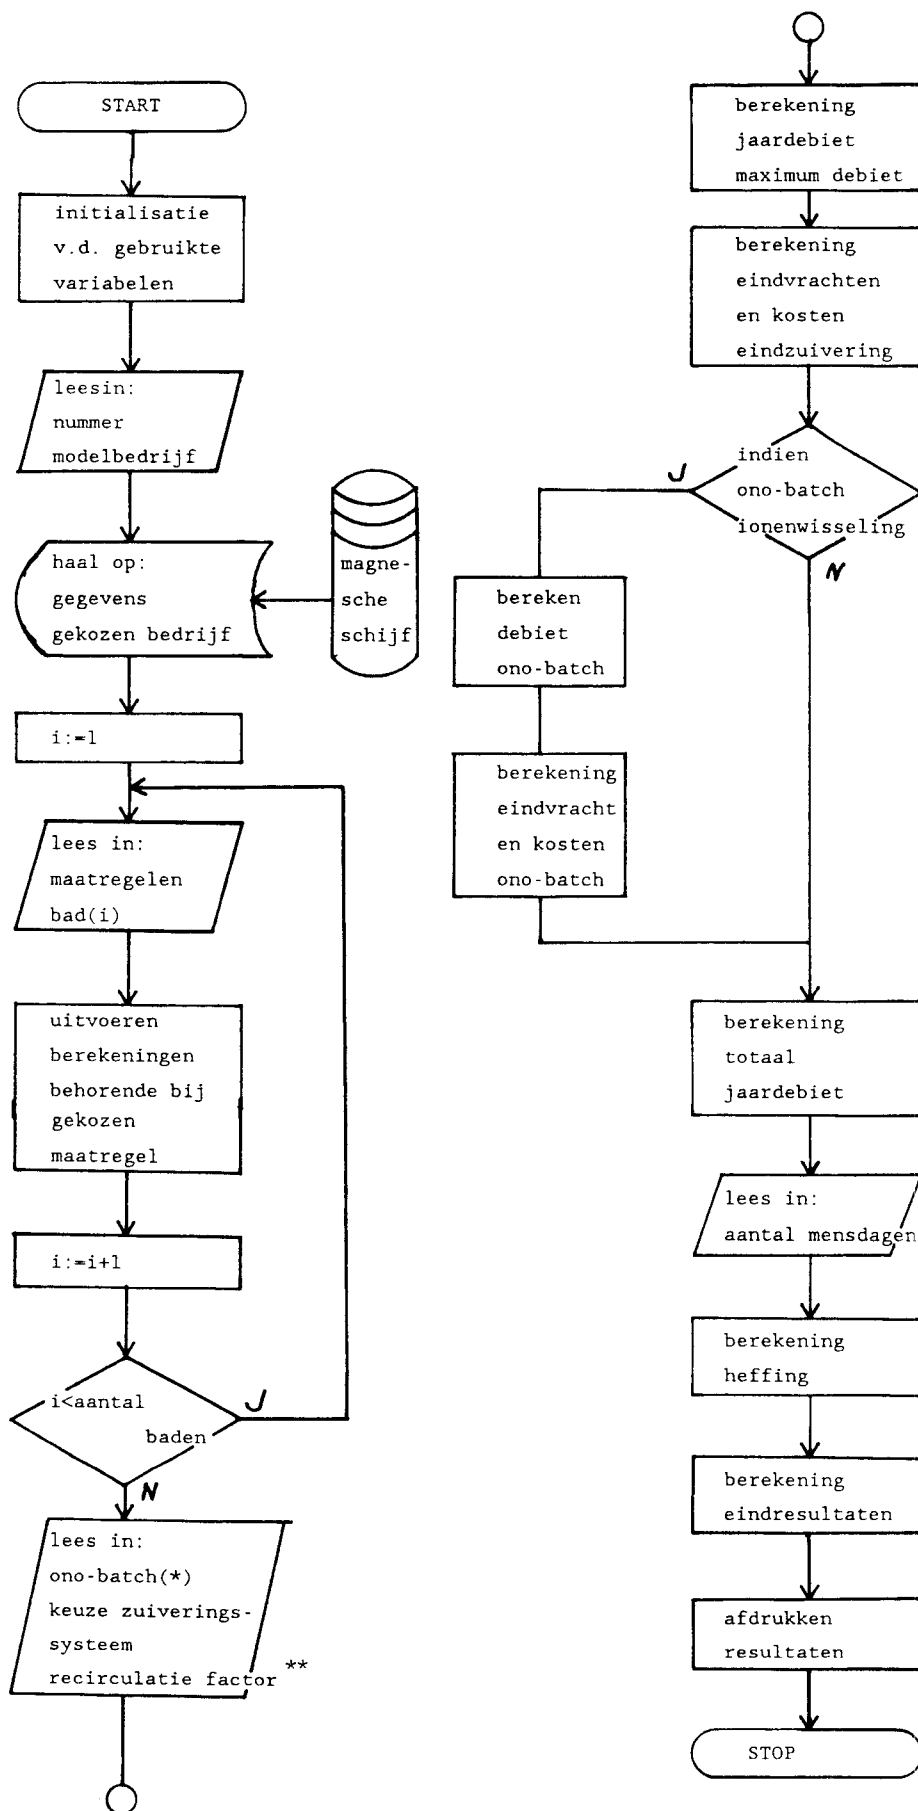 START
initialisatie
v.d. gebruikte
variabelen
leesin:
nummer
modelbedrijf
haal op:
gegevens
gekozen bedrijf
magne-
sche
schijf
i:=1
lees in:
maatregelen
bad(i)
uitvoeren
berekeningen
behorende bij
gekozen
maatregel
i:=i+1
i<aantal
baden
J
N
lees in:
ono-batch(*)
keuze zuiverings-
systeem
recirculatie factor **
berekening
jaardebiet
maximum debiet
berekening
eindvrachten
en kosten
eindzuivering
indien
ono-batch
ionenwisseling
J
N
bereken
debiet
ono-batch
berekening
eindvracht
en kosten
ono-batch
berekening
totaal
jaardebiet
lees in:
aantal mensdagen
berekening
heffing
berekening
eindresultaten
afdrukken
resultaten
STOP